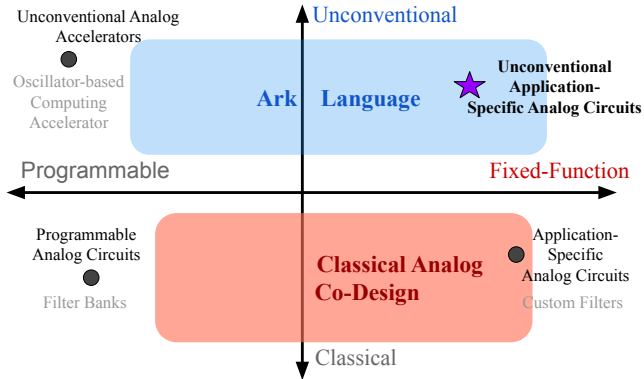 Unconventional
Unconventional Analog
Accelerators
Oscillator-based
Computing
Accelerator
Ark Language
Unconventional
Application-
Specific Analog Circuits
Programmable
Fixed-Function
Programmable
Analog Circuits
Filter Banks
Classical Analog
Co-Design
Application-
Specific
Analog Circuits
Custom Filters
Classical